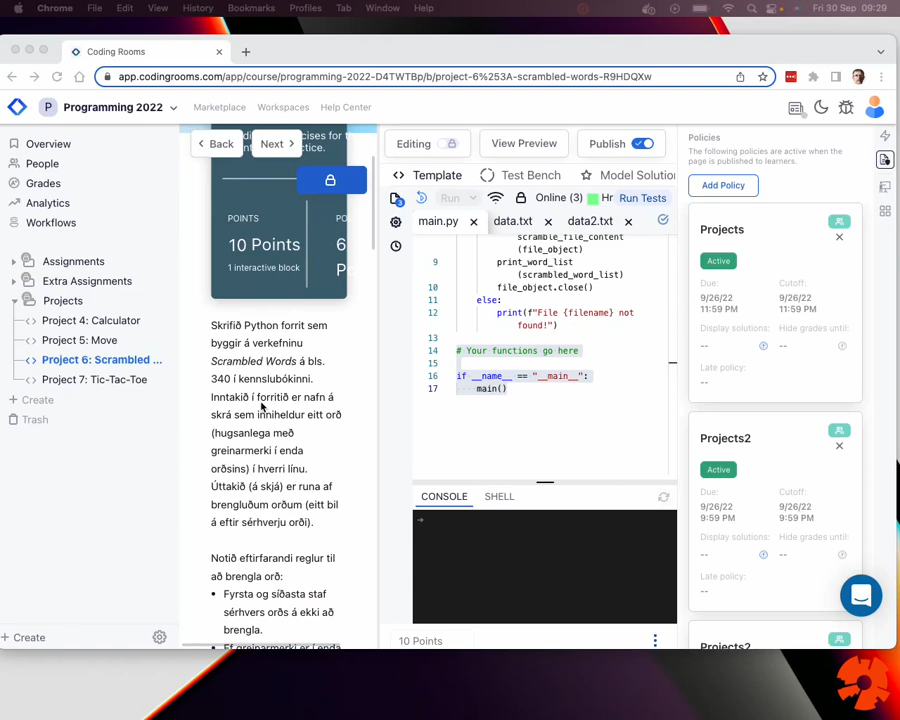 Chrome File Edit View History Bookmarks Profiles Tab Window Help Fri 30 Sep 09:29
Coding Rooms
app.codingrooms.com/app/course/programming-2022-D4TWTBp/b/project-6%253A-scrambled-words-R9HDQXw
P Programming 2022 Marketplace Workspaces Help Center
Overview
People
Grades
Analytics
Workflows
Assignments
Extra Assignments
Projects
Project 4: Calculator
Project 5: Move
Project 6: Scrambled ...
Project 7: Tic-Tac-Toe
Create
Trash
Create
Back Next
POINTS
10 Points
1 interactive block
Skrifið Python forrit sem
byggir á verkefninu
Scrambled Words á bls.
340 í kennslubókinni.
Inntakið í forritið er nafn á
skrá sem inniheldur eitt orð
(hugsanlega með
greinarmerki í enda
orðsins) í hverri línu.
Úttakið (á skjá) er runa af
brengluðum orðum (eitt bil
á eftir sérhverju orði).
Notið eftirfarandi reglur til
að brengla orð:
• Fyrsta og síðasta staf
sérhvers orðs á ekki að
brengla.
• Ef greinarmerki er í enda
Editing View Preview Publish
Template Test Bench Model Solution
3 Run Online (3) Hr Run Tests
main.py data.txt data2.txt
scramble_file_content
(file_object)
9 print_word_list
(scrambled_word_list)
10 file_object.close()
11 else:
12 print(f"File {filename} not
found!")
13
14 # Your functions go here
15
16 if __name__ == "__main__":
17 main()
CONSOLE SHELL
10 Points
Policies
The following policies are active when the
page is published to learners.
Add Policy
Projects
Active
Due: Cutoff:
9/26/22 9/26/22
11:59 PM 11:59 PM
Display solutions: Hide grades until:
-- --
Late policy:
--
Projects2
Active
Due: Cutoff:
9/26/22 9/26/22
9:59 PM 9:59 PM
Display solutions: Hide grades until:
-- --
Late policy:
--
Projects2